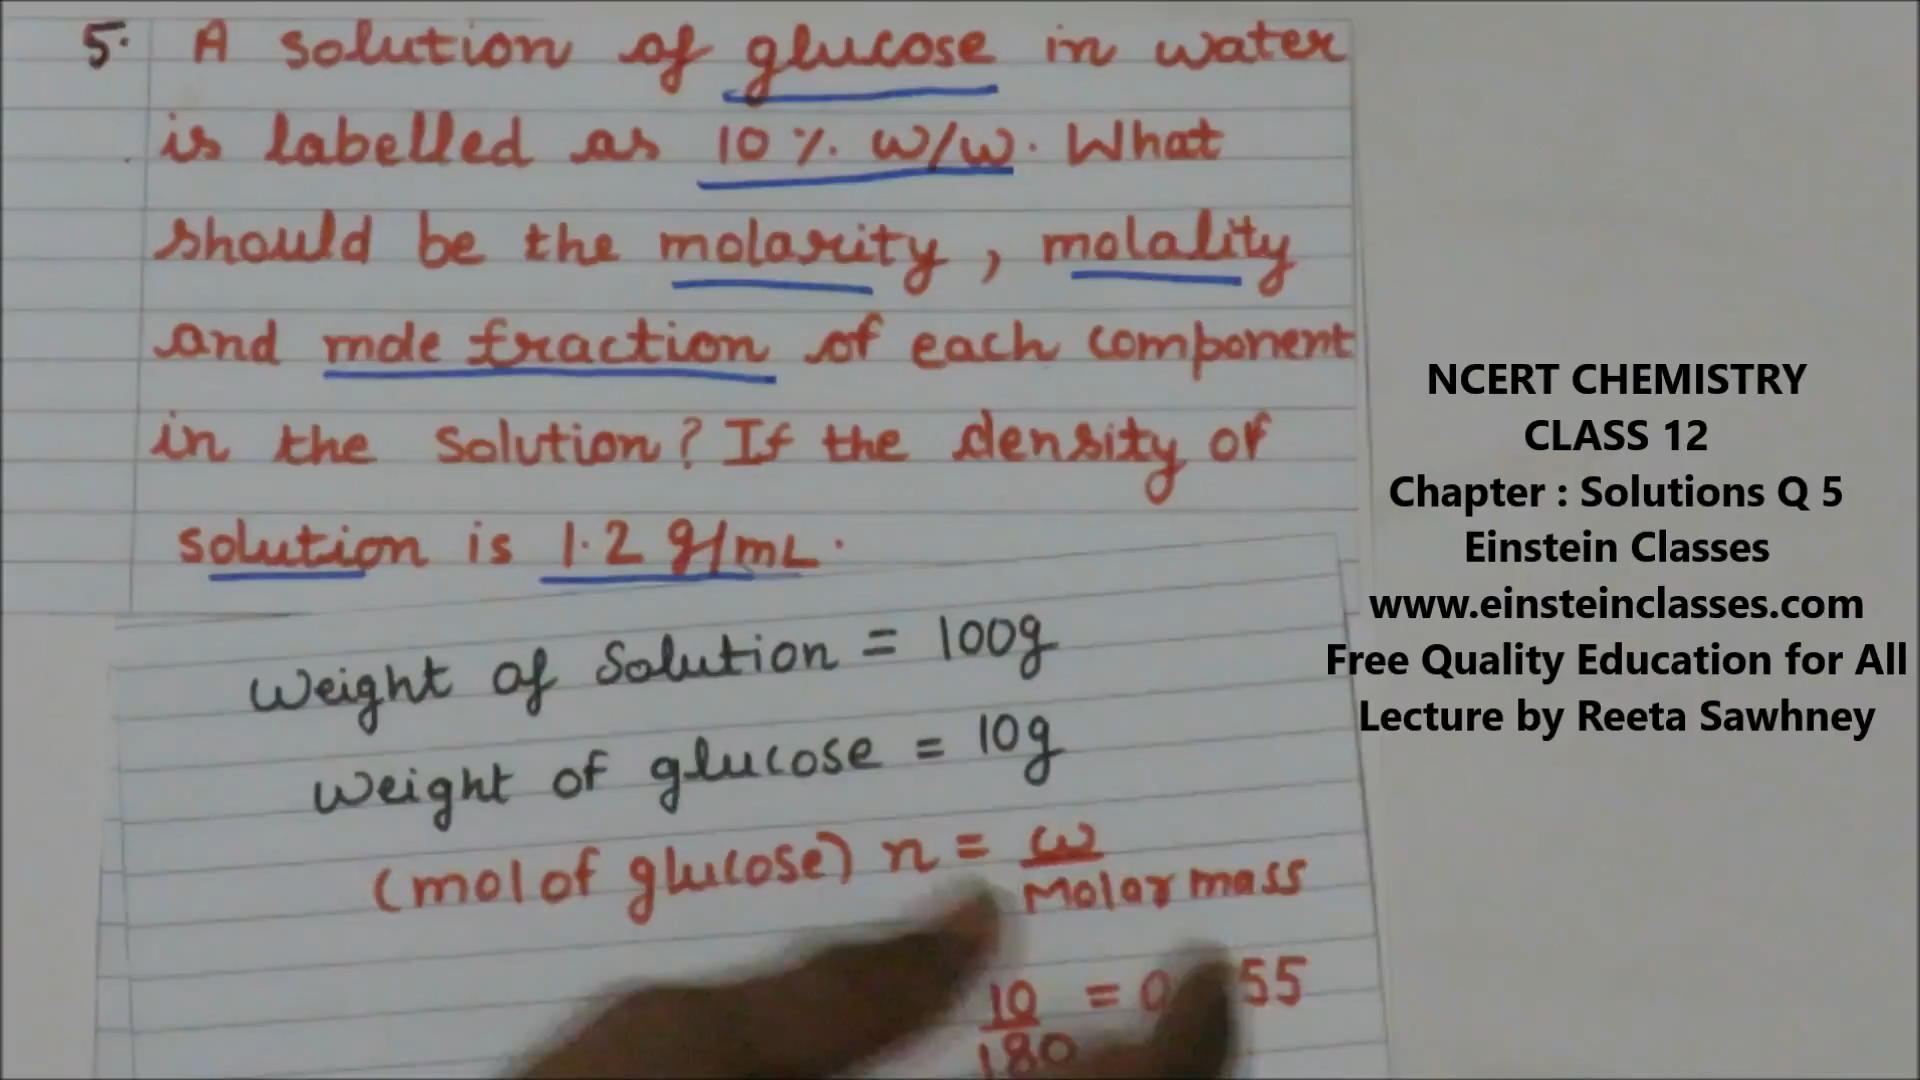 5. A solution of glucose in water
is labelled as 10 % w/w. What
should be the molarity, molality
and mole fraction of each component
in the solution? If the density of
solution is 1.2 g/mL.
Weight of Solution = 100g
Weight of glucose = 10g
(mol of glucose) n = w
Molar mass
10
180
= 0 55
NCERT CHEMISTRY
CLASS 12
Chapter : Solutions Q 5
Einstein Classes
www.einsteinclasses.com
Free Quality Education for All
Lecture by Reeta Sawhney